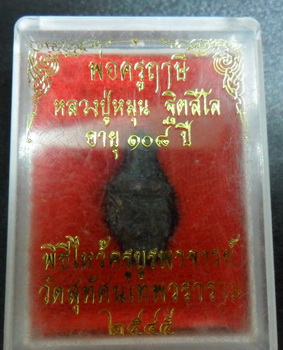 พ่อครูฤาษี
หลวงปู่หมุน ฐิตสีโล
อายุ ๑๐๘ ปี
พิธีไหว้ครูบูรพาจารย์
วัดสุทัศนเทพวราราม
๒๕๔๕